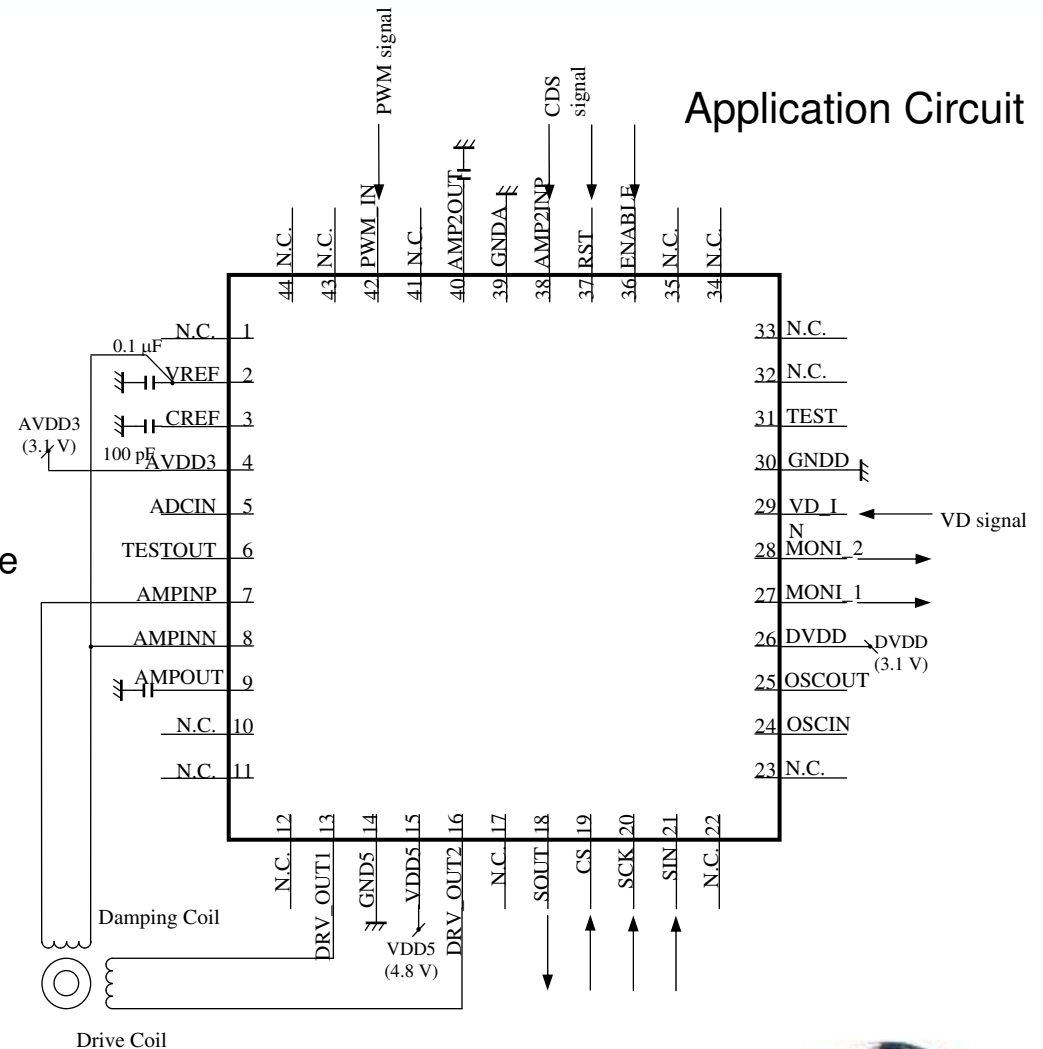 Application Circuit
PWM signal
CDS
signal
44 N.C.
43 N.C.
42 PWM_IN
41 N.C.
40 AMP2OUT
39 GNDA
38 AMP2INP
37 RST
36 ENABLE
35 N.C.
34 N.C.
N.C. 1
0.1 µF
VREF 2
CREF 3
AVDD3
(3.1 V)
100 pF
AVDD3 4
ADCIN 5
TESTOUT 6
e
AMPINP 7
AMPINN 8
AMPOUT 9
N.C. 10
N.C. 11
33 N.C.
32 N.C.
31 TEST
30 GNDD
29 VD_I
N
VD signal
28 MONI_2
27 MONI_1
26 DVDD
DVDD
(3.1 V)
25 OSCOUT
24 OSCIN
23 N.C.
N.C. 12
DRV_OUT1 13
GND5 14
VDD5 15
DRV_OUT2 16
N.C. 17
SOUT 18
CS 19
SCK 20
SIN 21
N.C. 22
VDD5
(4.8 V)
Damping Coil
Drive Coil